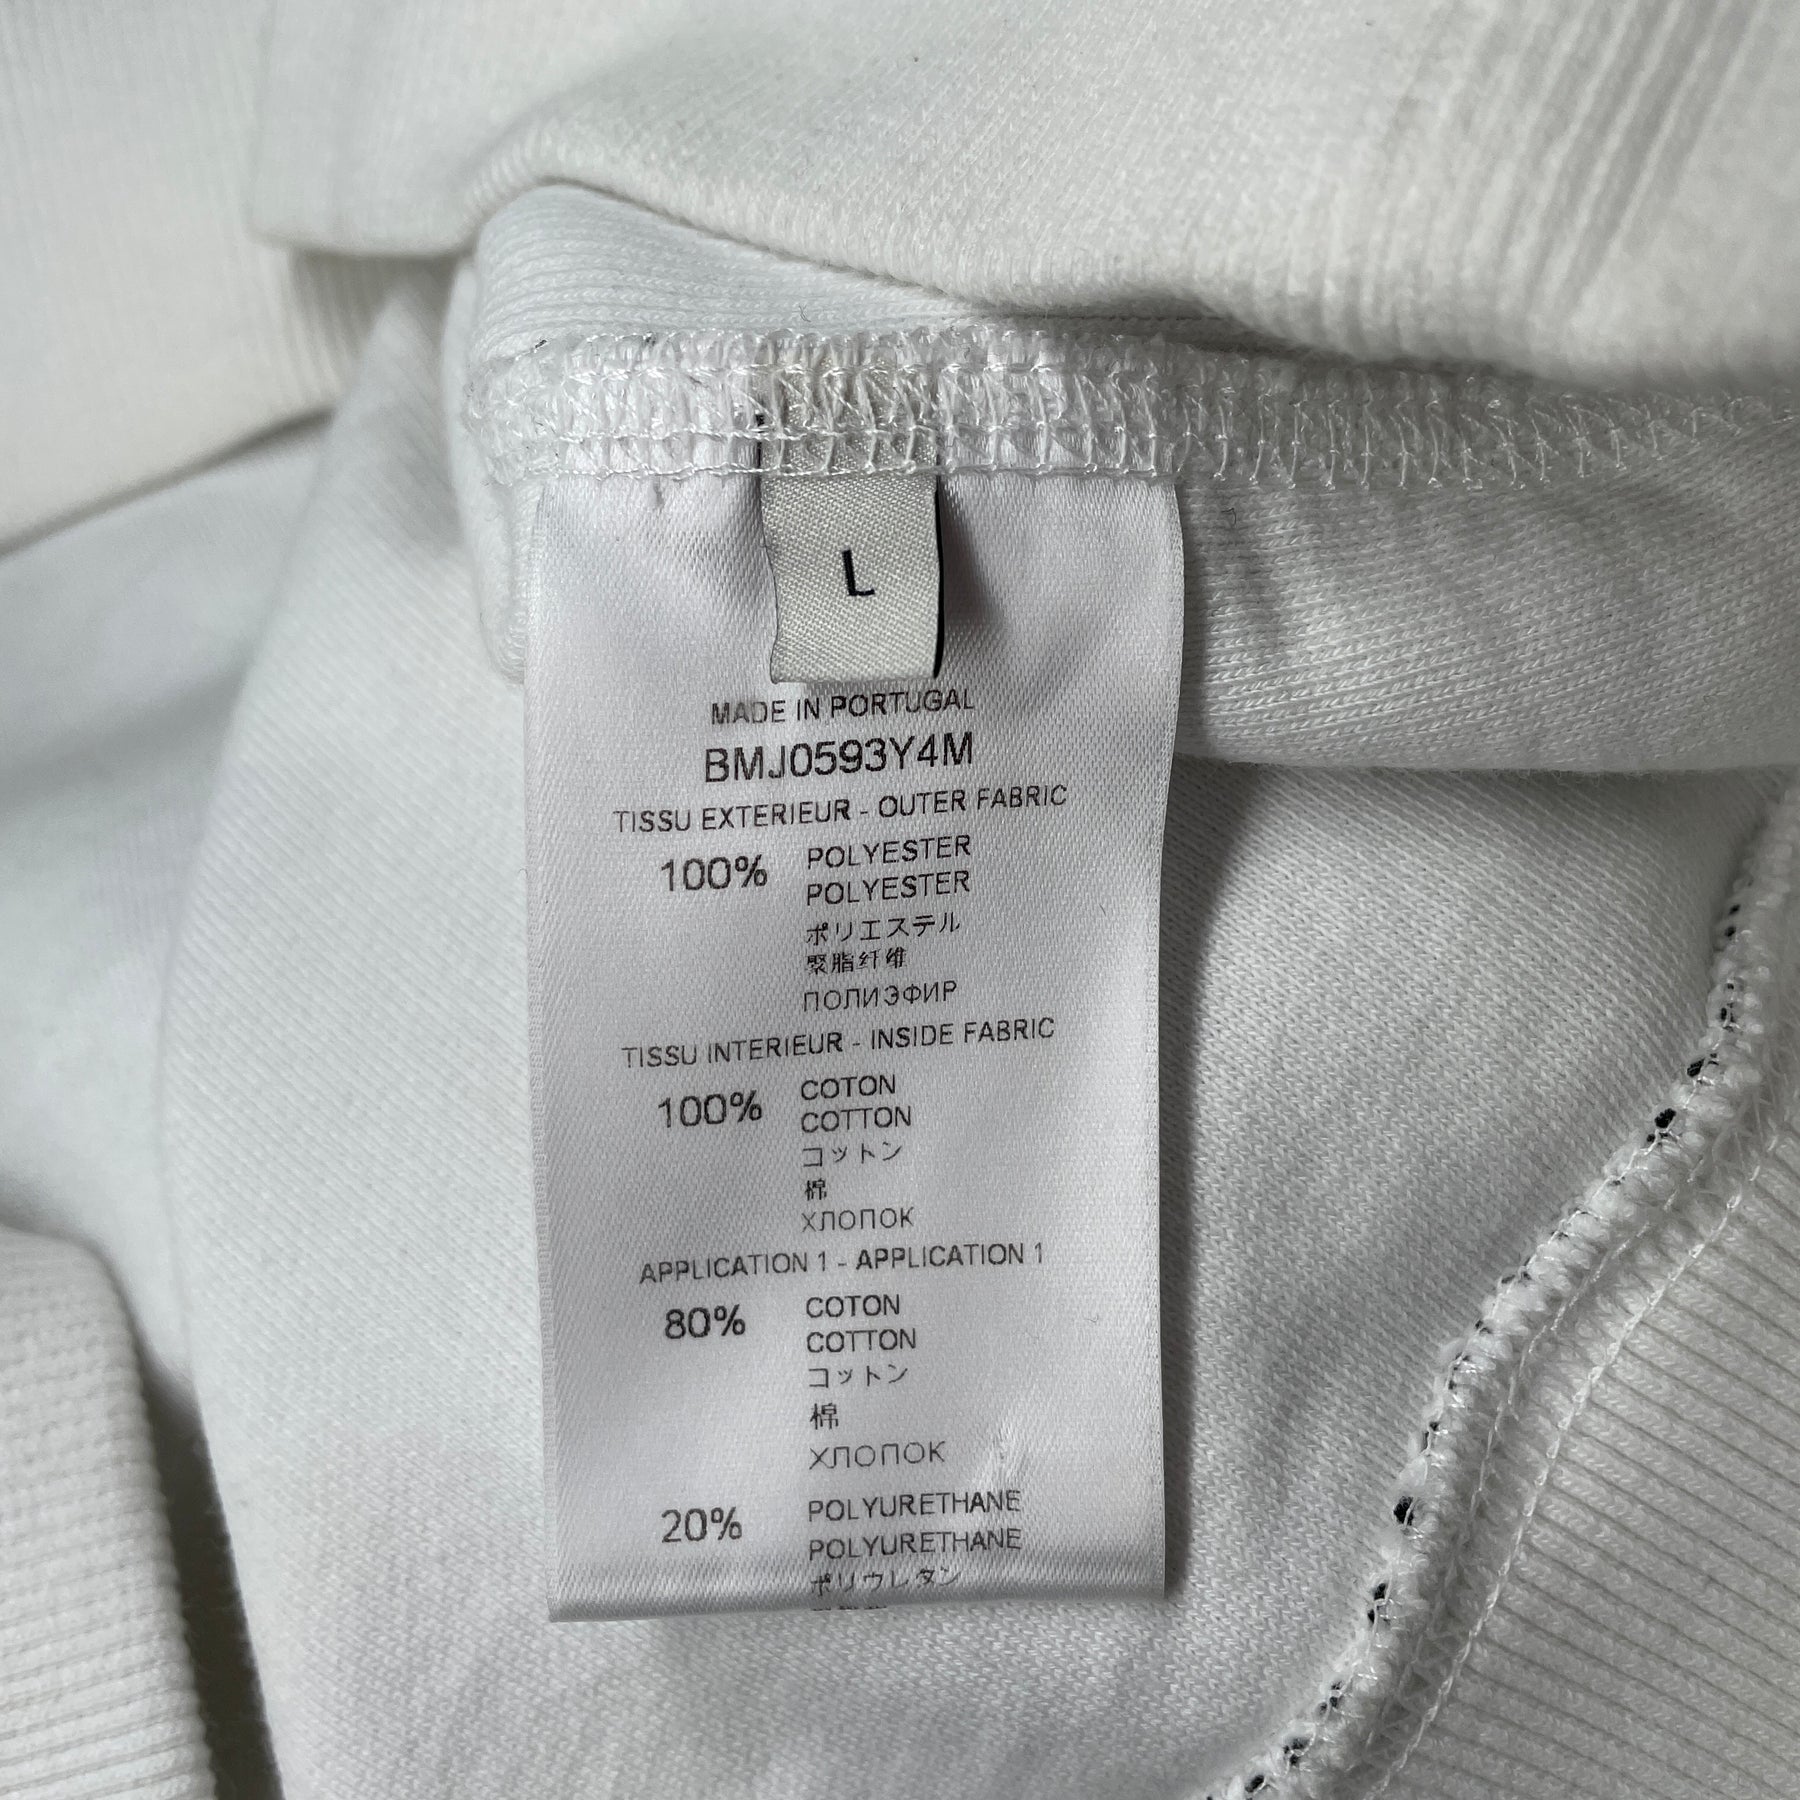 L
MADE IN PORTUGAL
BMJ0593Y4M
TISSU EXTERIEUR - OUTER FABRIC
100% POLYESTER
POLYESTER
ポリエステル
聚脂纤维
ПОЛИЭФИР
TISSU INTERIEUR - INSIDE FABRIC
100% COTON
COTTON
コットン
棉
ХЛОПОК
APPLICATION 1 - APPLICATION 1
80% COTON
COTTON
コットン
棉
ХЛОПОК
20% POLYURETHANE
POLYURETHANE
ポリウレタン